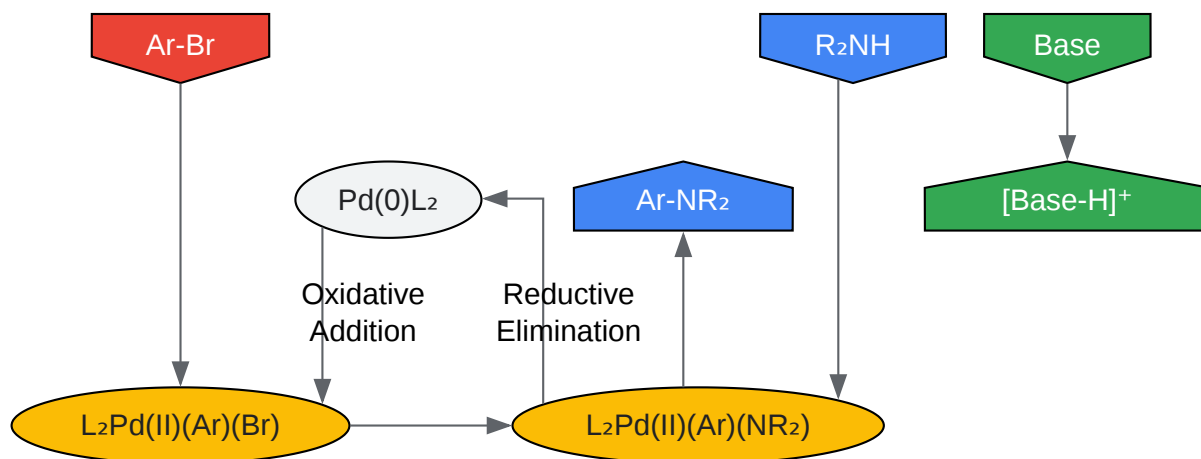 Ar-Br
R₂NH
Base
Pd(0)L₂
Ar-NR₂
[Base-H]⁺
Oxidative
Addition
Reductive
Elimination
L₂Pd(II)(Ar)(Br)
L₂Pd(II)(Ar)(NR₂)